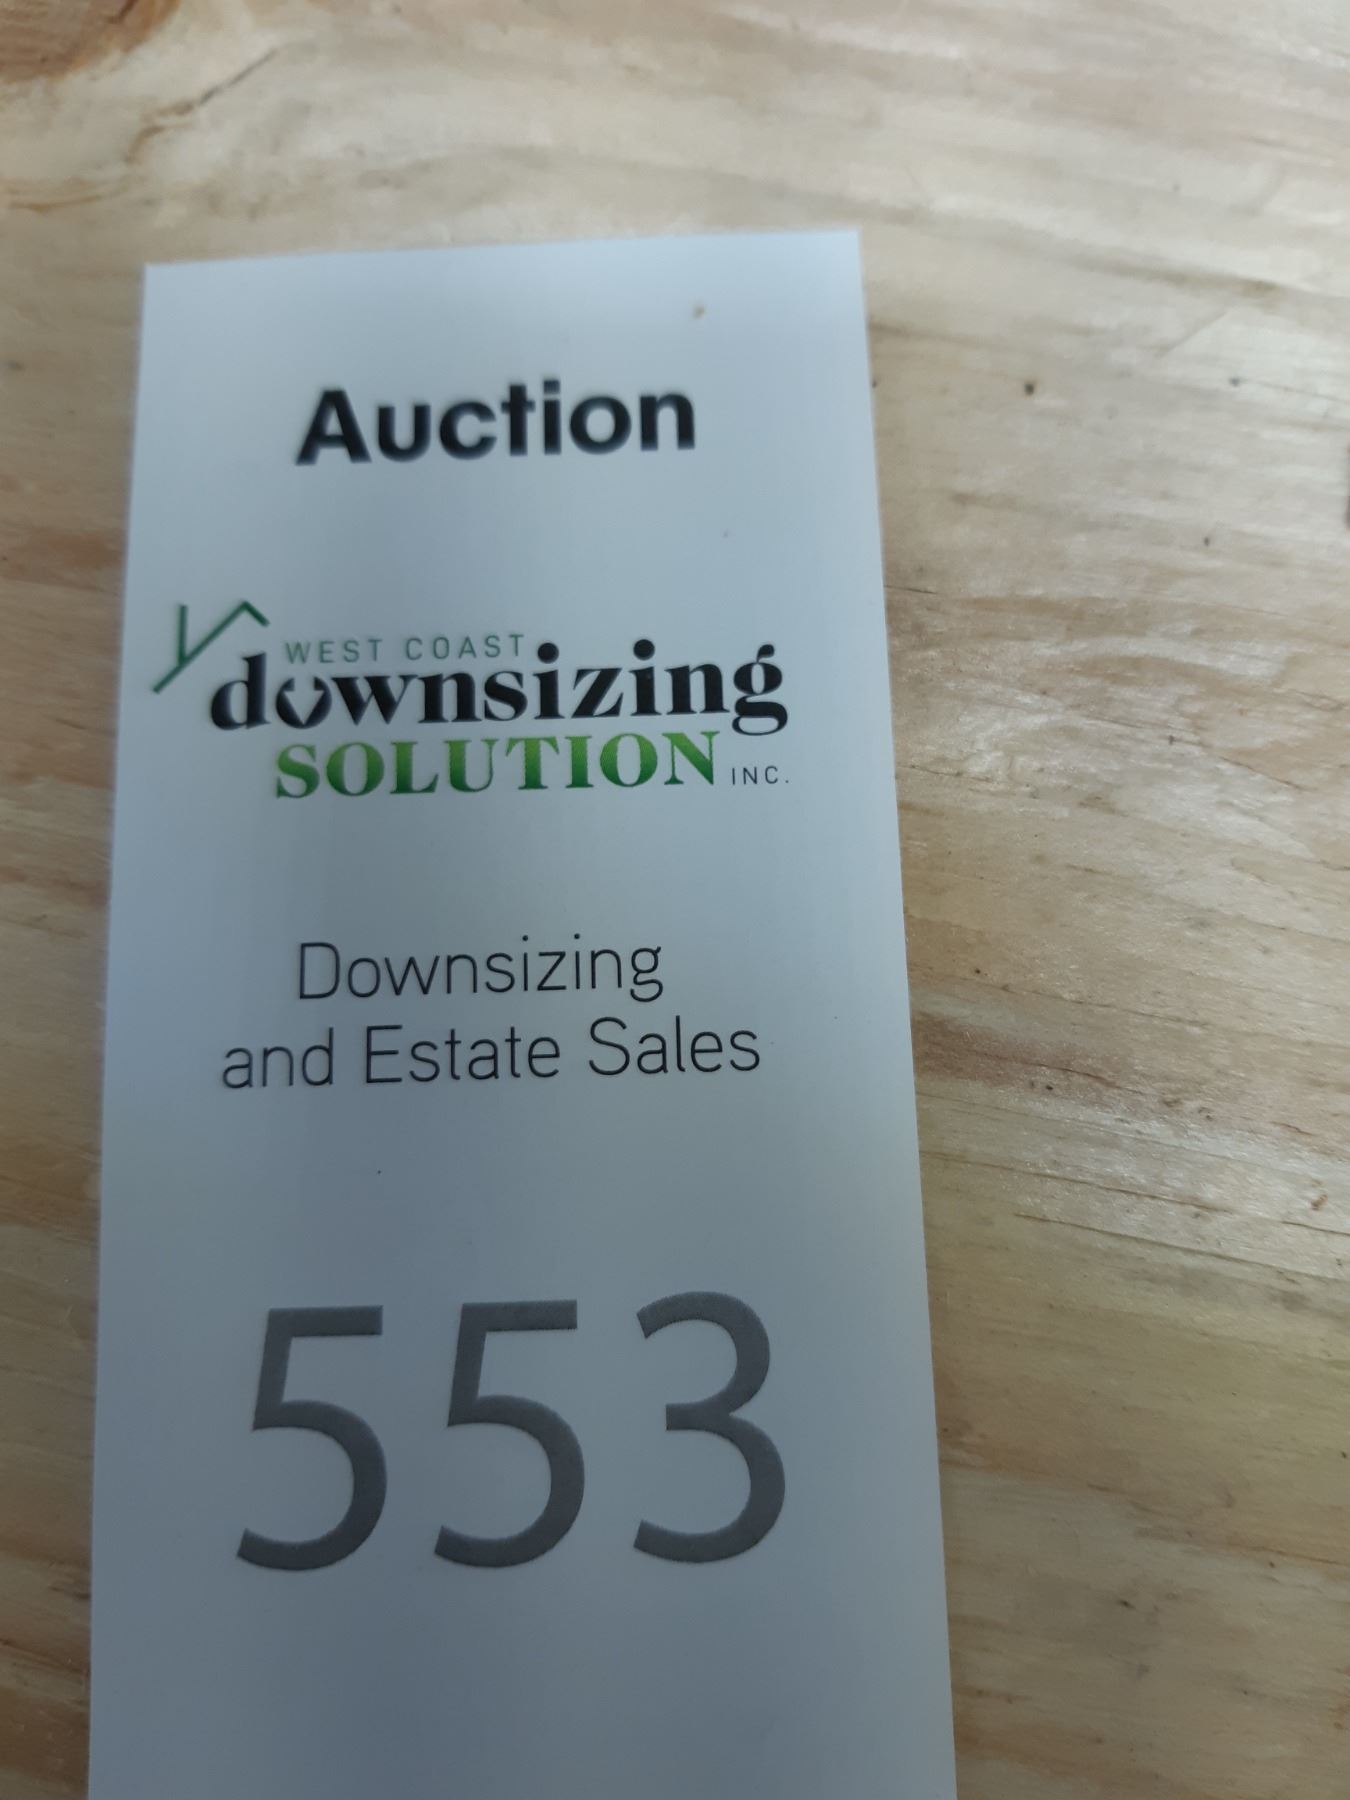 Auction
WEST COAST
downsizing
SOLUTION INC.
Downsizing
and Estate Sales
553